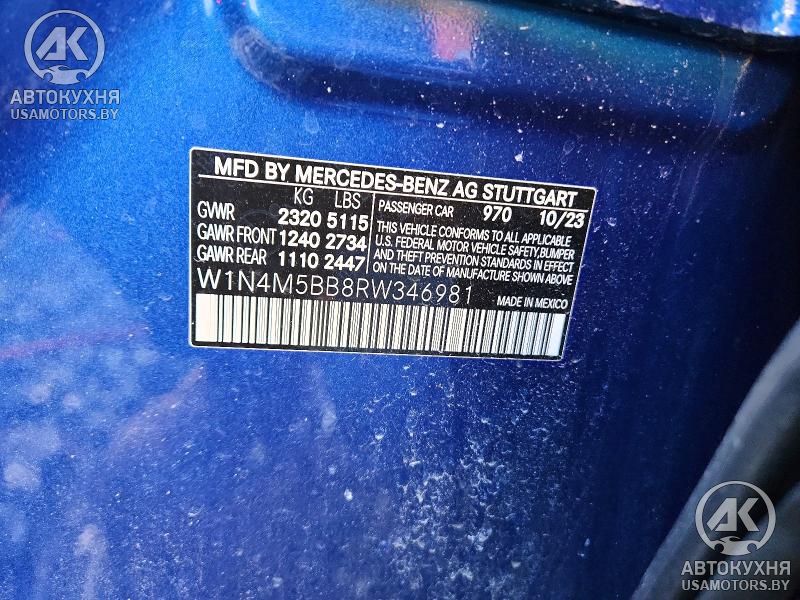 AK
АВТОКУХНЯ
USAMOTORS.BY
MFD BY MERCEDES-BENZ AG STUTTGART
KG LBS
GVWR 2320 5115
GAWR FRONT 1240 2734
GAWR REAR 1110 2447
PASSENGER CAR 970 10/23
THIS VEHICLE CONFORMS TO ALL APPLICABLE
U.S. FEDERAL MOTOR VEHICLE SAFETY, BUMPER
AND THEFT PREVENTION STANDARDS IN EFFECT
ON THE DATE OF MANUFACTURE SHOWN ABOVE.
W1N4M5BB8RW346981
MADE IN MEXICO
AK
АВТОКУХНЯ
USAMOTORS.BY